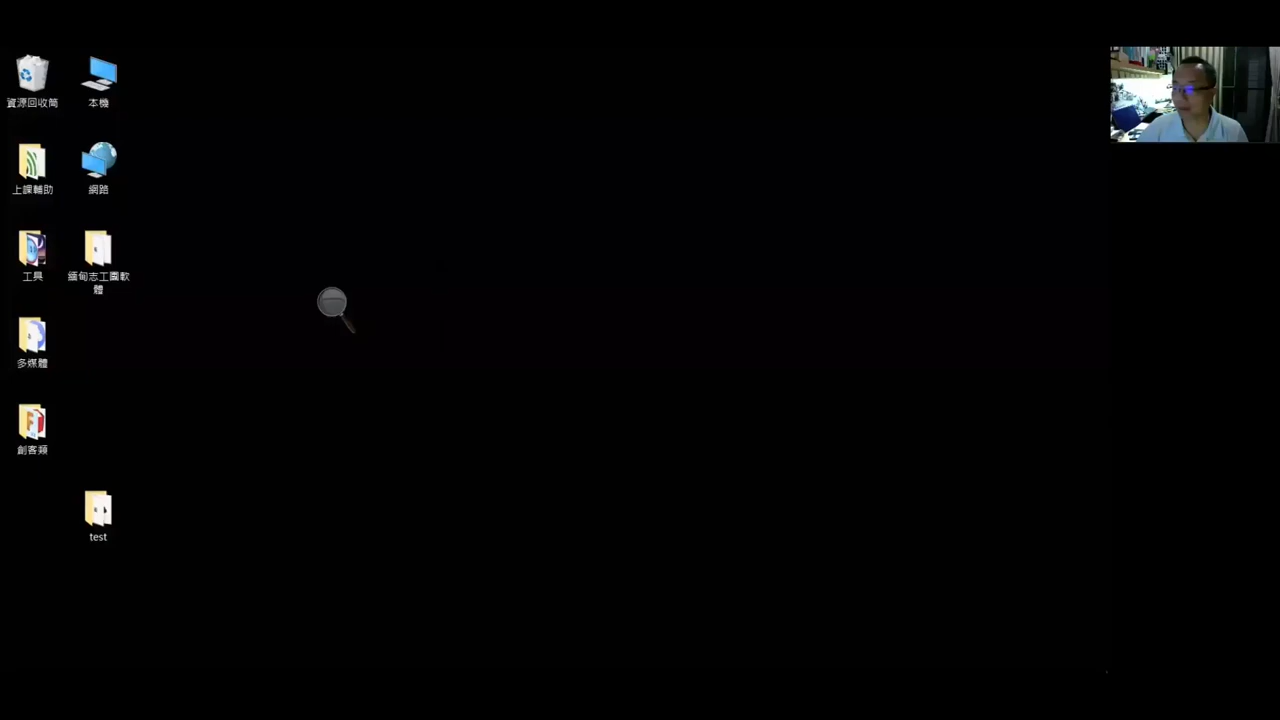 資源回收筒
本機
上課輔助
網路
工具
緬甸志工團軟
體
多媒體
創客類
test